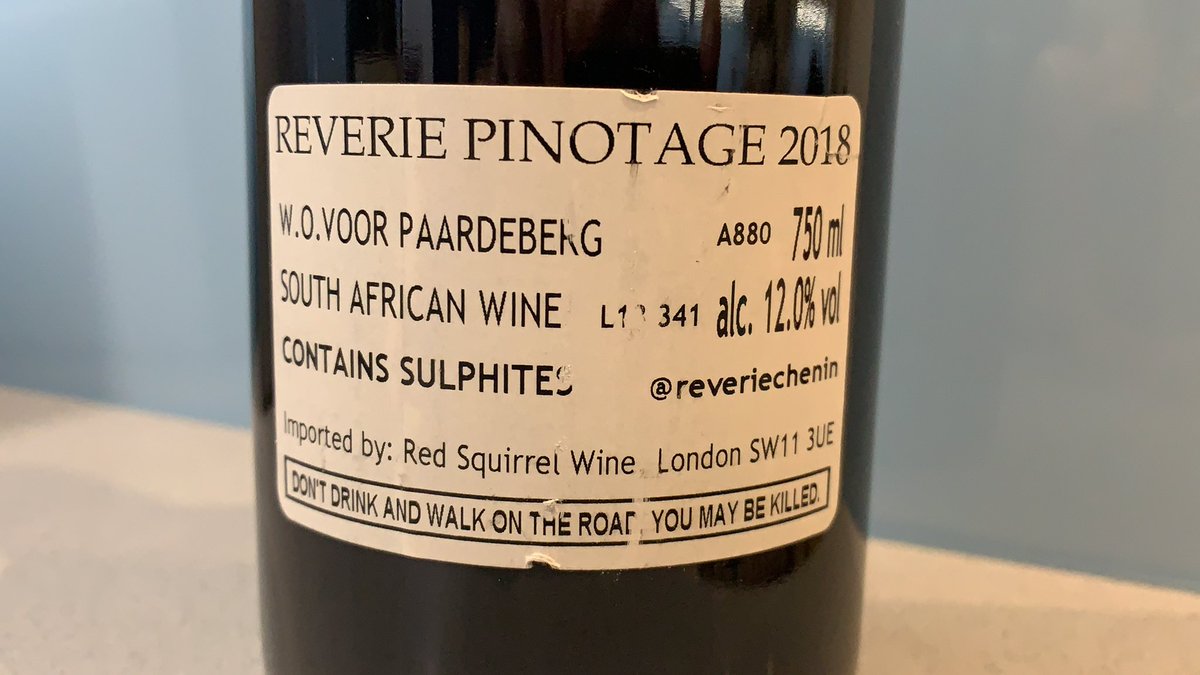 REVERIE PINOTAGE 2018
W.O.VOOR PAARDEBERG A880 750 ml
SOUTH AFRICAN WINE 341 alc. 12.0% vol
CONTAINS SULPHITES @reveriechenin
Imported by: Red Squirrel Wine, London SW11 3UE
DON'T DRINK AND WALK ON THE ROAD, YOU MAY BE KILLED.